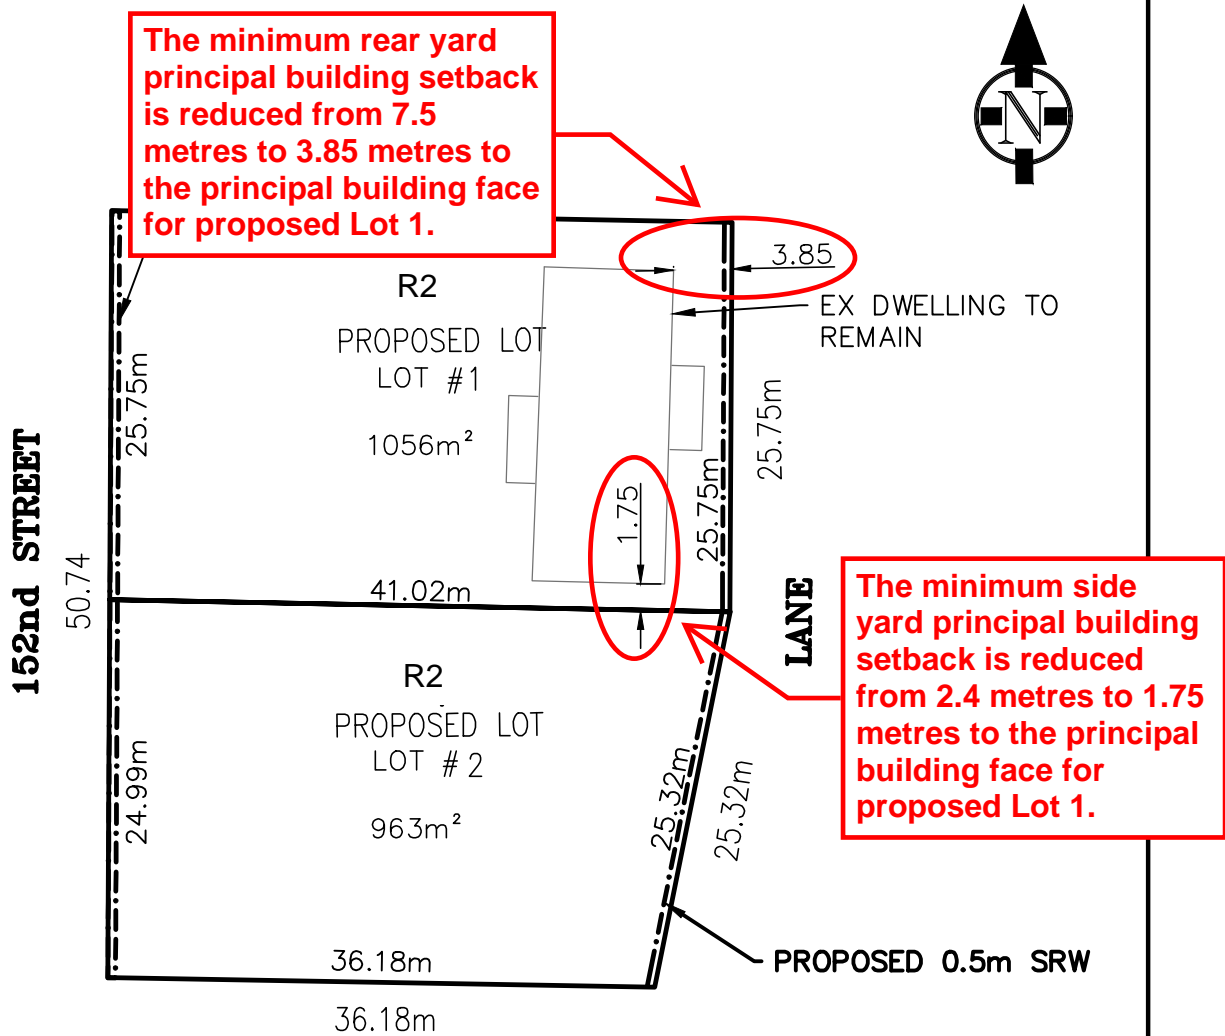 The minimum rear yard
principal building setback
is reduced from 7.5
metres to 3.85 metres to
the principal building face
for proposed Lot 1.
N
3.85
R2
EX DWELLING TO
REMAIN
PROPOSED LOT
LOT #1
1056m²
25.75m
25.75m
25.75m
1.75
152nd STREET
50.74
41.02m
LANE
The minimum side
yard principal building
setback is reduced
from 2.4 metres to 1.75
metres to the principal
building face for
proposed Lot 1.
R2
PROPOSED LOT
LOT # 2
963m²
24.99m
25.32m
25.32m
36.18m
PROPOSED 0.5m SRW
36.18m